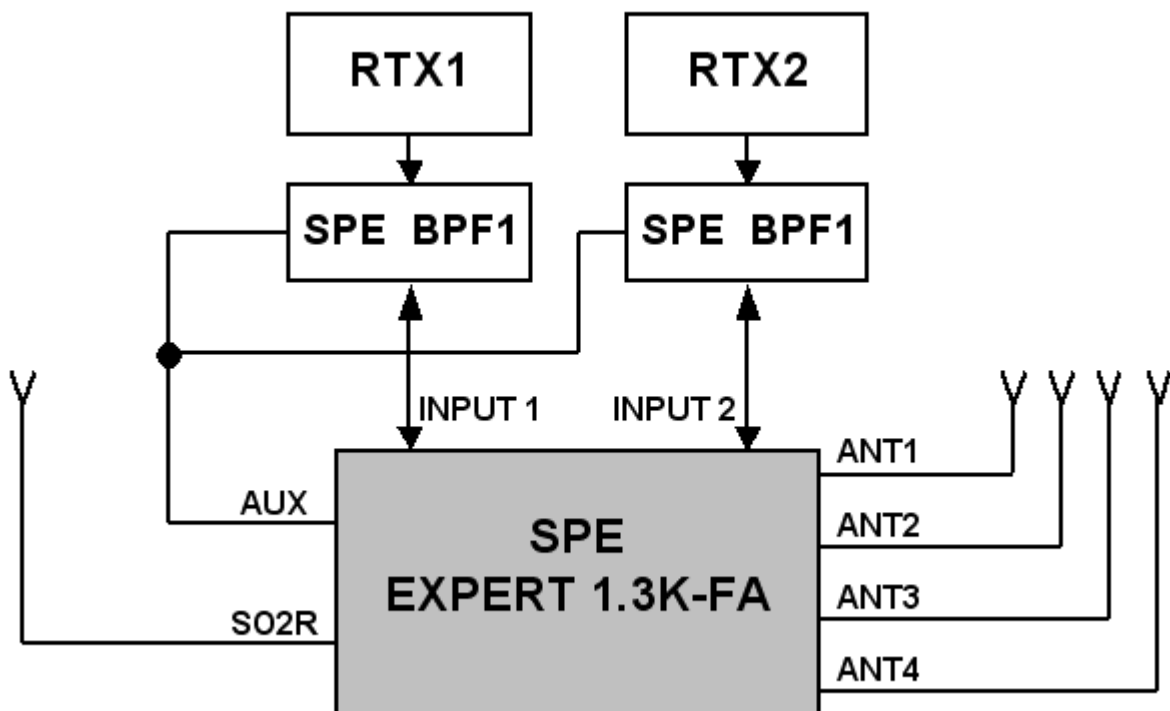 RTX1
RTX2
SPE BPF1
SPE BPF1
INPUT 1
INPUT 2
AUX
SO2R
SPE
EXPERT 1.3K-FA
ANT1
ANT2
ANT3
ANT4